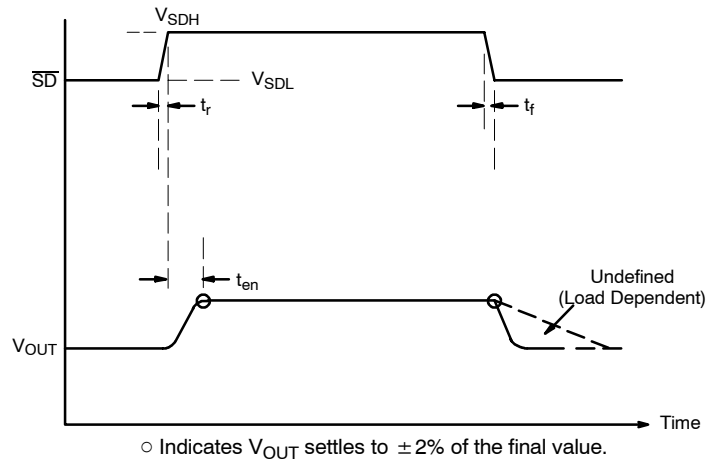 V_SDH
S̅D̅
V_SDL
t_r
t_f
t_en
Undefined
(Load Dependent)
V_OUT
Time
○ Indicates V_OUT settles to ±2% of the final value.